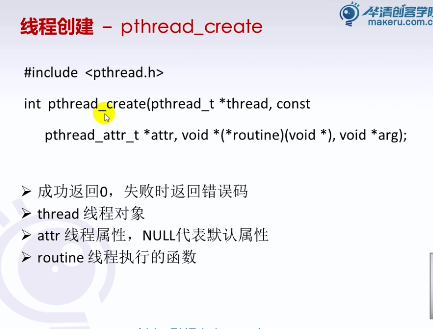 线程创建 – pthread_create
华清创客学院
makeru.com.c
#include <pthread.h>
int pthread_create(pthread_t *thread, const
pthread_attr_t *attr, void *(*routine)(void *), void *arg);
➢ 成功返回0，失败时返回错误码
➢ thread 线程对象
➢ attr 线程属性，NULL代表默认属性
➢ routine 线程执行的函数